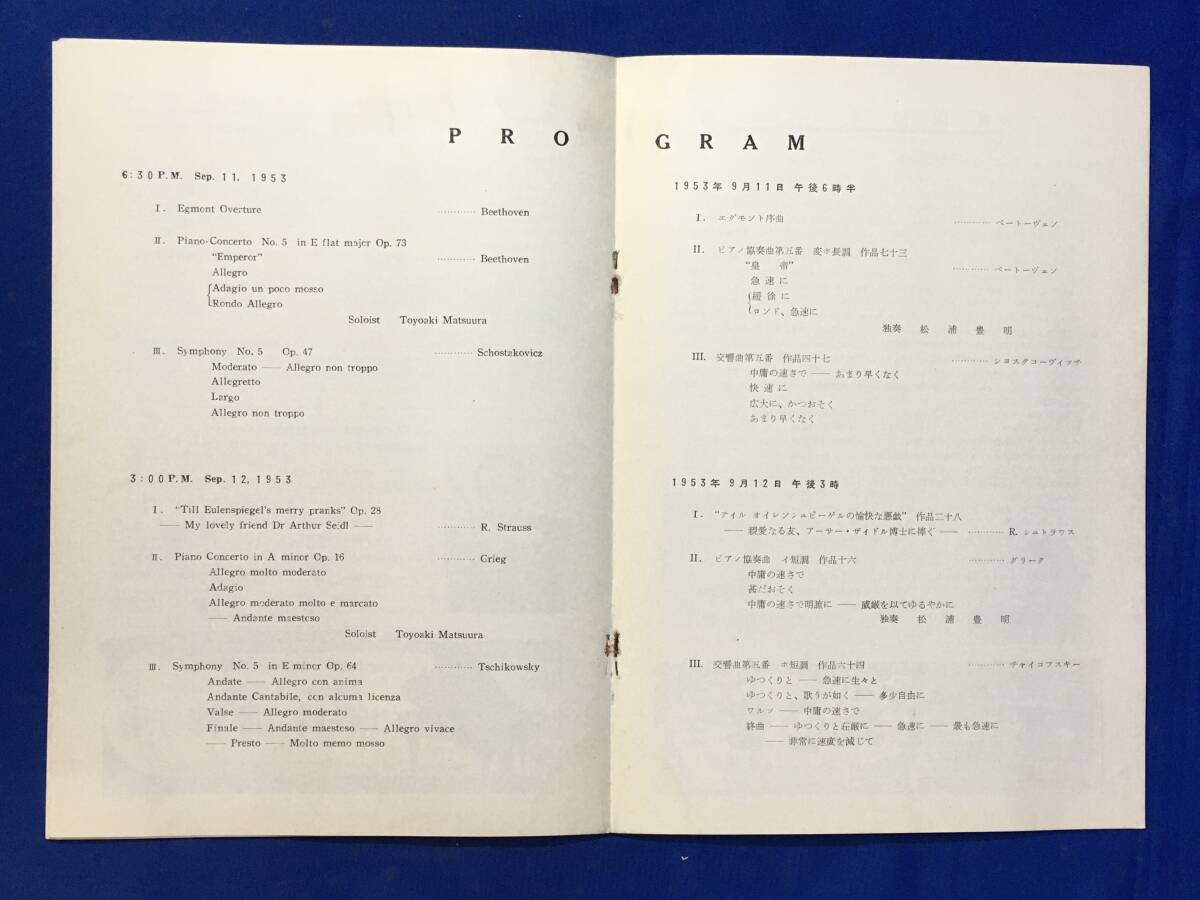 PROGRAM
6:30 P.M. Sep. 11, 1953
I. Egmont Overture ………… Beethoven
II. Piano-Concerto No. 5 in E flat major Op. 73
"Emperor" ………… Beethoven
Allegro
Adagio un poco mosso
Rondo Allegro
Soloist Toyoaki Matsuura
III. Symphony No. 5 Op. 47 ………… Schostakovicz
Moderato — Allegro non troppo
Allegretto
Largo
Allegro non troppo
3:00 P.M. Sep. 12, 1953
I. "Till Eulenspiegel's merry pranks" Op. 28
— My lovely friend Dr Arthur Seidl — ………… R. Strauss
II. Piano Concerto in A minor Op. 16 ………… Grieg
Allegro molto moderato
Adagio
Allegro moderato molto e marcato
— Andante maestoso
Soloist Toyoaki Matsuura
III. Symphony No. 5 in E minor Op. 64 ………… Tschikowsky
Andate — Allegro con anima
Andante Cantabile, con alcuma licenza
Valse — Allegro moderato
Finale — Andante maestoso — Allegro vivace
— Presto — Molto memo mosso
1953年 9月11日 午後6時半
I. エグモント序曲 ………… ベートーヴェン
II. ピアノ協奏曲第五番 変ホ長調 作品七十三
"皇 帝" ………… ベートーヴェン
急速に
緩徐に
ロンド、急速に
独奏 松浦豊明
III. 交響曲第五番 作品四十七 ………… シヨスタコーヴィッチ
中庸の速さで — あまり早くなく
快速に
広大に、かつおそく
あまり早くなく
1953年 9月12日 午後3時
I. "テイル オイレンシュピーゲルの愉快な悪戯" 作品二十八
— 親愛なる友、アーサー・ザイドル博士に捧ぐ — ………… R. シュトラウス
II. ピアノ協奏曲 イ短調 作品十六 ………… グリーク
中庸の速さで
甚だおそく
中庸の速さで明瞭に — 威厳を以てゆるやかに
独奏 松浦豊明
III. 交響曲第五番 ホ短調 作品六十四 ………… チャイコフスキー
ゆつくりと — 急速に生々と
ゆつくりと、歌うが如く — 多少自由に
ワルツ — 中庸の速さで
終曲 — ゆつくりと荘厳に — 急速に — 最も急速に
— 非常に速度を減じて